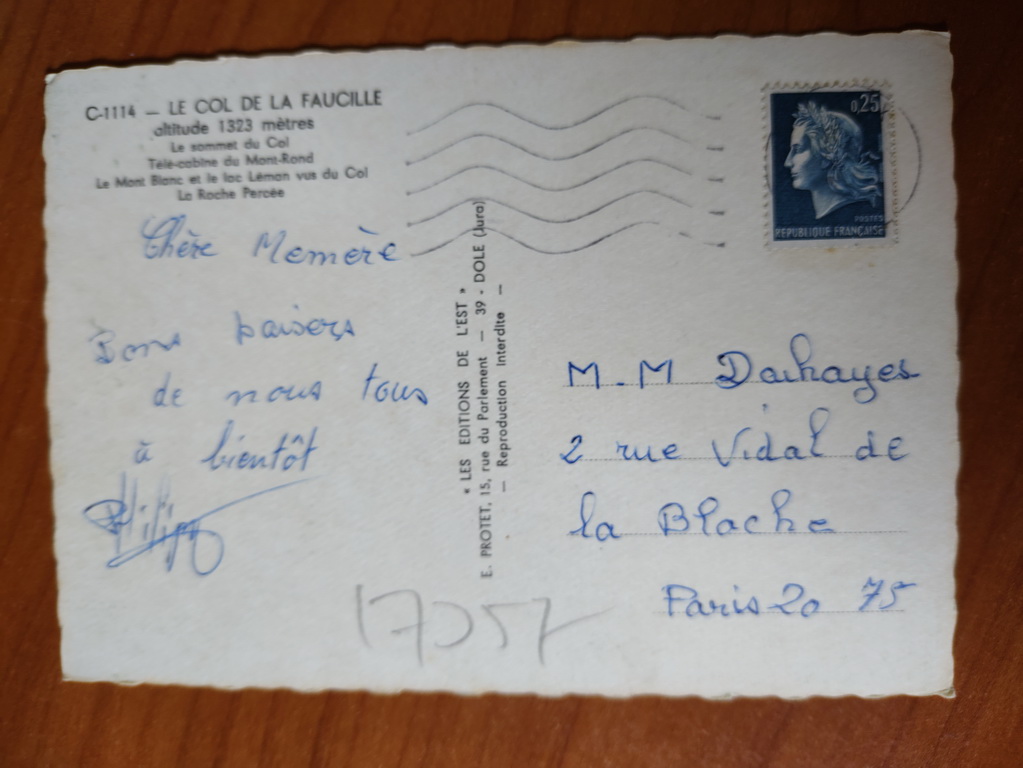 C-1114 — LE COL DE LA FAUCILLE
altitude 1323 mètres
Le sommet du Col
Télé-cabine du Mont-Rond
Le Mont Blanc et le lac Léman vus du Col
La Roche Percée
Chère Memère
Bons baisers
de nous tous
à bientôt
« LES EDITIONS DE L'EST »
E. PROTET, 15, rue du Parlement — 39 - DOLE (Jura)
— Reproduction Interdite —
0,25
POSTES
REPUBLIQUE FRANÇAISE
M.M
2 rue Vidal de
la Blache
Paris 20 75